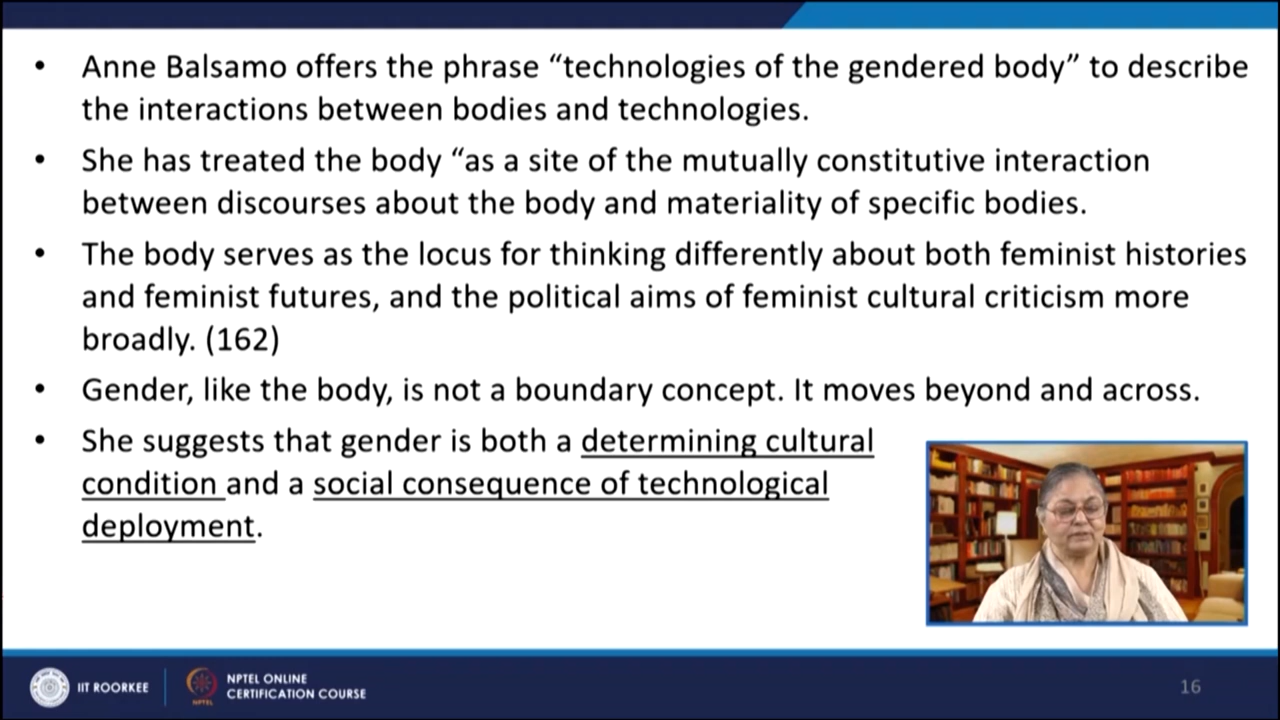 • Anne Balsamo offers the phrase “technologies of the gendered body” to describe
the interactions between bodies and technologies.
• She has treated the body “as a site of the mutually constitutive interaction
between discourses about the body and materiality of specific bodies.
• The body serves as the locus for thinking differently about both feminist histories
and feminist futures, and the political aims of feminist cultural criticism more
broadly. (162)
• Gender, like the body, is not a boundary concept. It moves beyond and across.
• She suggests that gender is both a determining cultural
condition and a social consequence of technological
deployment.
IIT ROORKEE
NPTEL
NPTEL ONLINE
CERTIFICATION COURSE
16